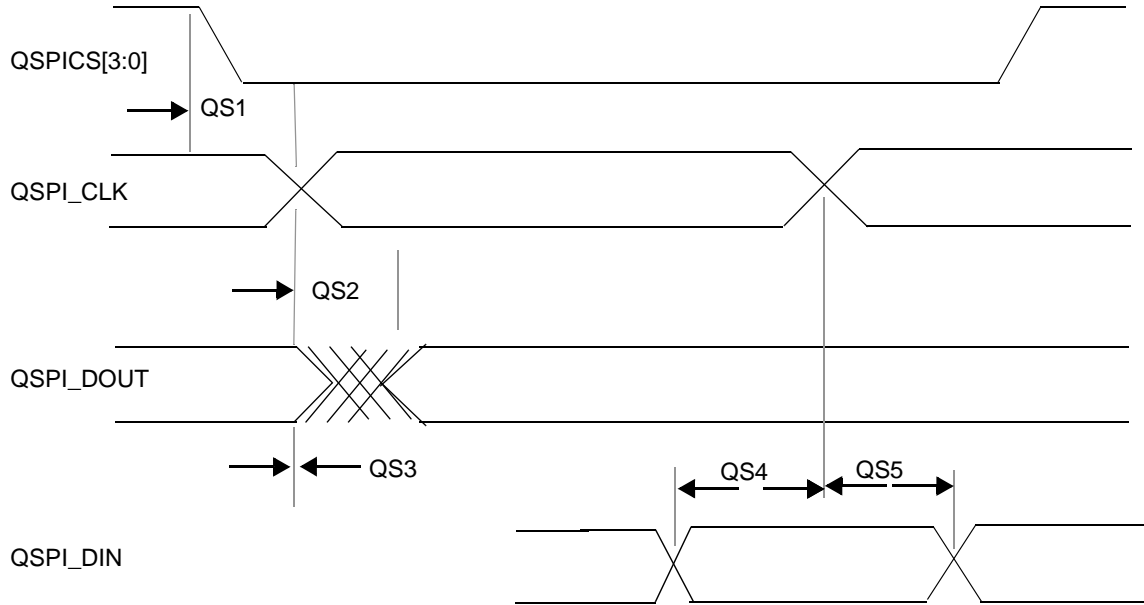 QSPICS[3:0]
QS1
QSPI_CLK
QS2
QSPI_DOUT
QS3
QS4
QS5
QSPI_DIN